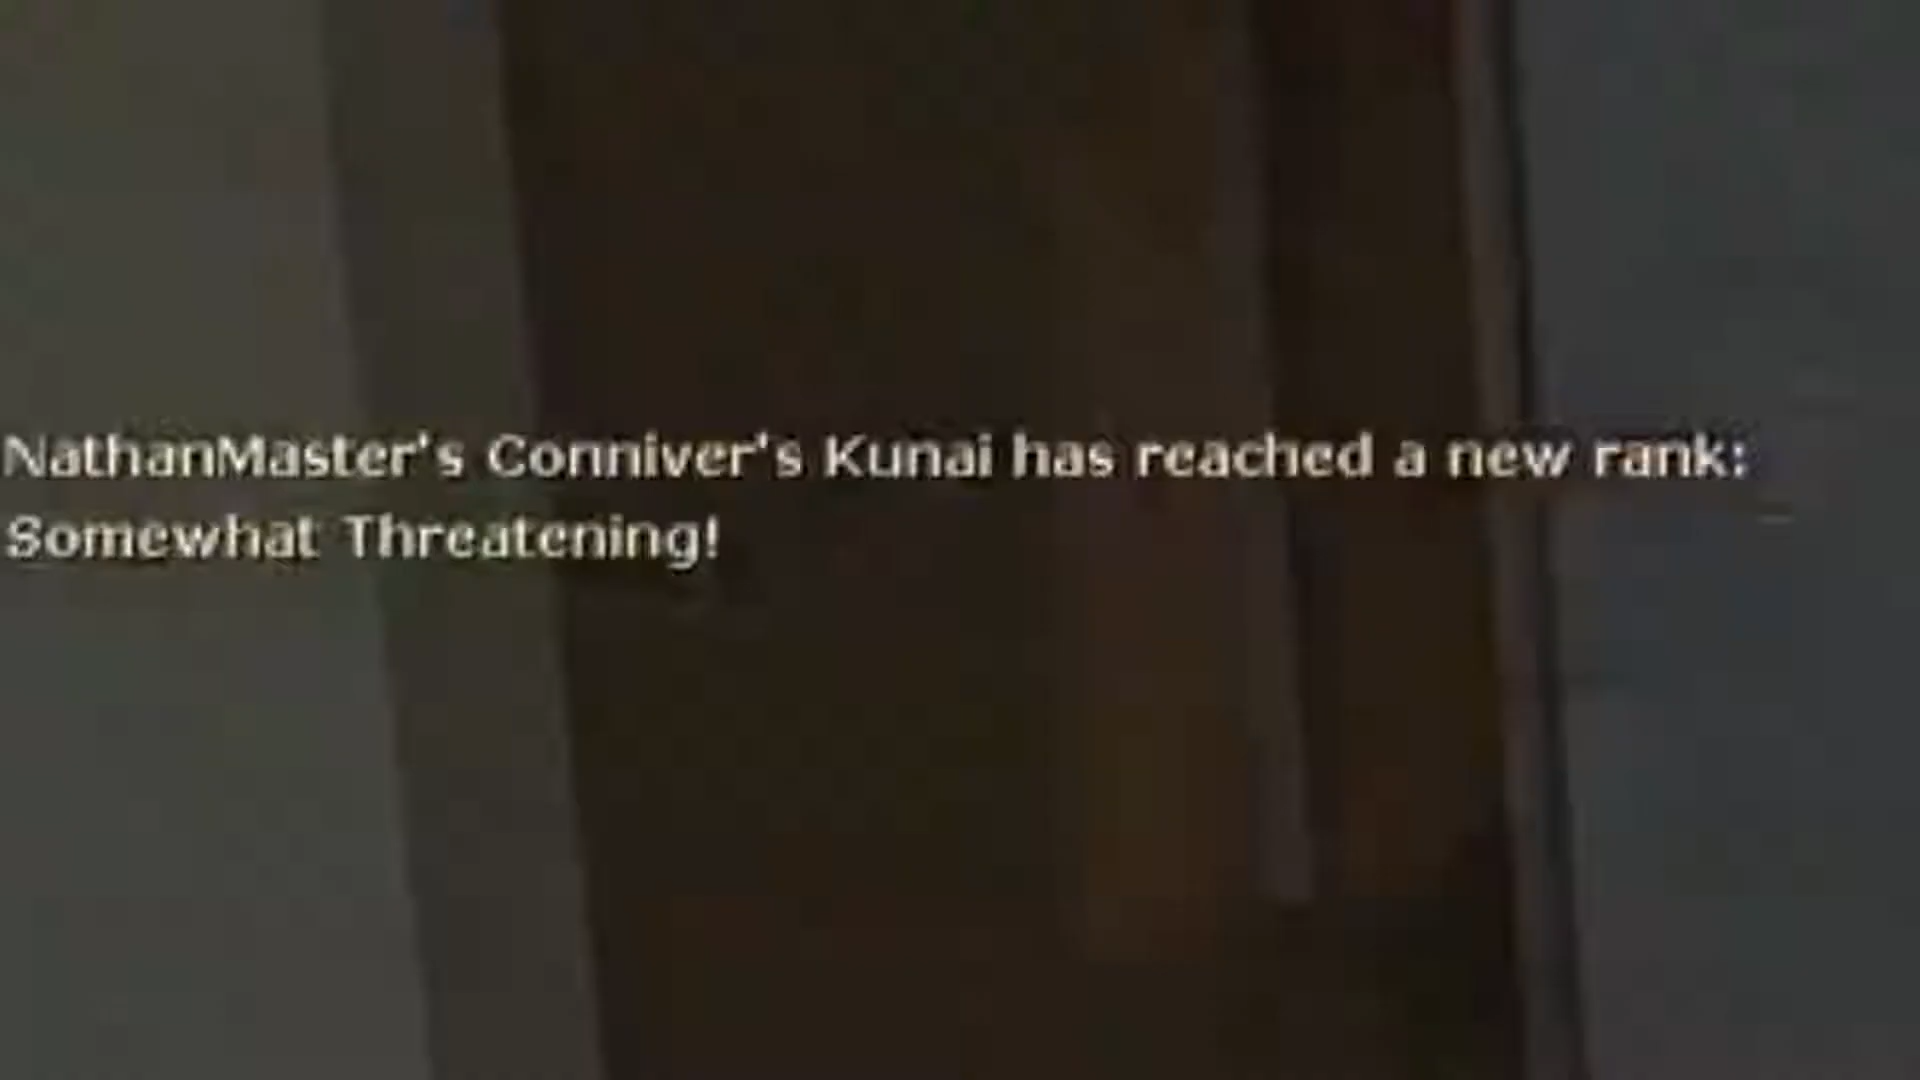 NathanMaster's Conniver's Kunai has reached a new rank:
Somewhat Threatening!